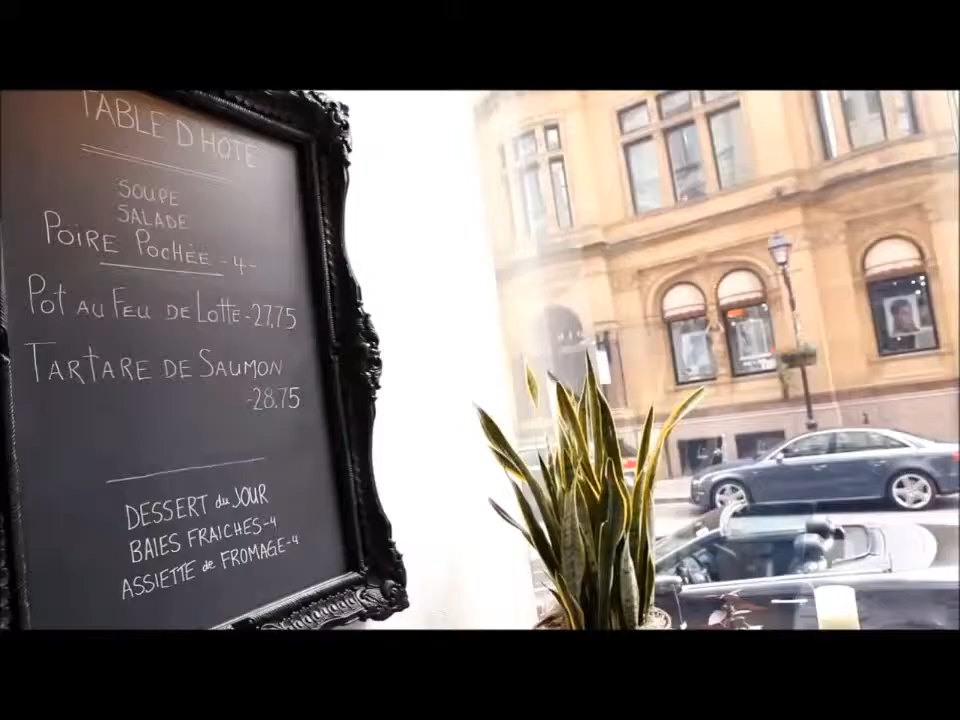 TABLE D'HOTE
SOUPE
SALADE
POIRE POCHÉE -4-
POT AU FEU DE LOTTE-27.75
TARTARE DE SAUMON
-28.75
DESSERT du JOUR
BAIES FRAICHES-4
ASSIETTE de FROMAGE-4